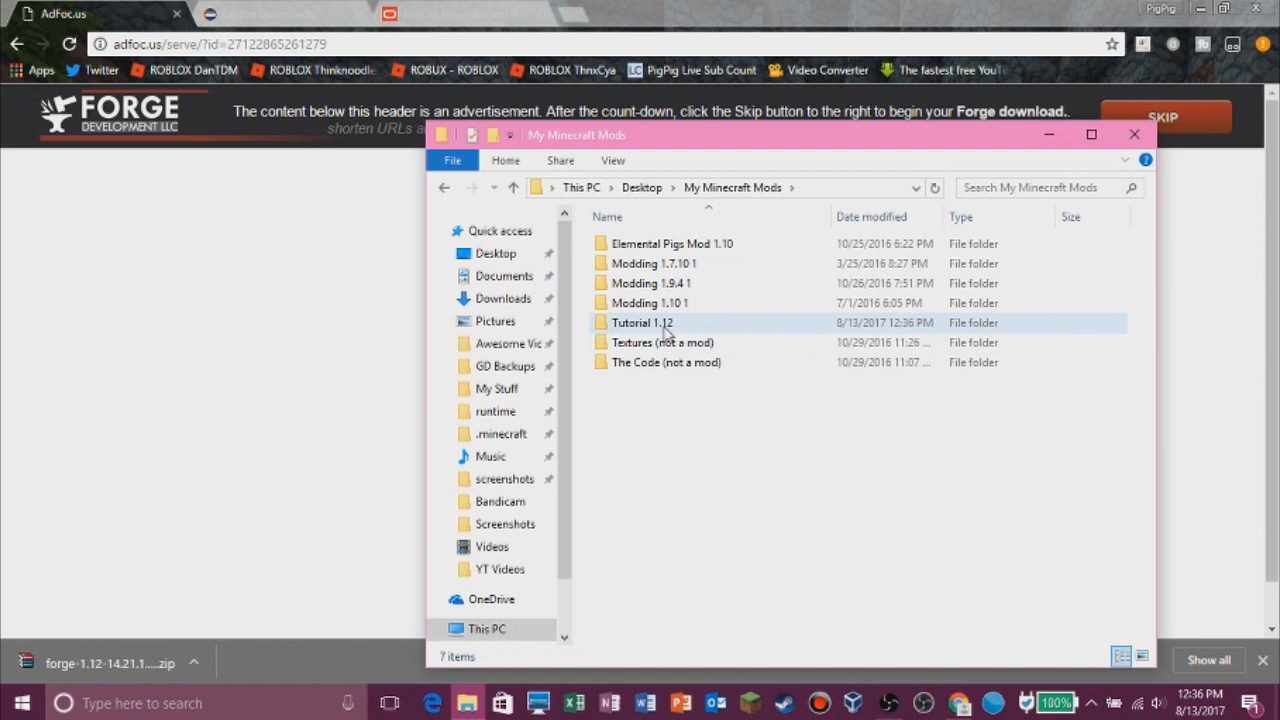 AdFoc.us
PigPig
adfoc.us/serve/?id=27122865261279
Apps Twitter ROBLOX DanTDM ROBLOX Thinknoodle ROBUX - ROBLOX ROBLOX ThnxCya PigPig Live Sub Count Video Converter The fastest free YouT
FORGE
DEVELOPMENT LLC
The content below this header is an advertisement. After the count-down, click the Skip button to the right to begin your Forge download.
shorten URLs
SKIP
My Minecraft Mods
File Home Share View
This PC > Desktop > My Minecraft Mods >
Search My Minecraft Mods
Name Date modified Type Size
Quick access
Desktop
Documents
Downloads
Pictures
Awesome Vic
GD Backups
My Stuff
runtime
.minecraft
Music
screenshots
Bandicam
Screenshots
Videos
YT Videos
OneDrive
This PC
Elemental Pigs Mod 1.10 10/25/2016 6:22 PM File folder
Modding 1.7.10 1 3/25/2016 8:27 PM File folder
Modding 1.9.4 1 10/26/2016 7:51 PM File folder
Modding 1.10 1 7/1/2016 6:05 PM File folder
Tutorial 1.12 8/13/2017 12:36 PM File folder
Textures (not a mod) 10/29/2016 11:26 ... File folder
The Code (not a mod) 10/29/2016 11:07 ... File folder
7 items
forge-1.12-14.21.1.....zip
Show all
Type here to search
100%
12:36 PM
8/13/2017